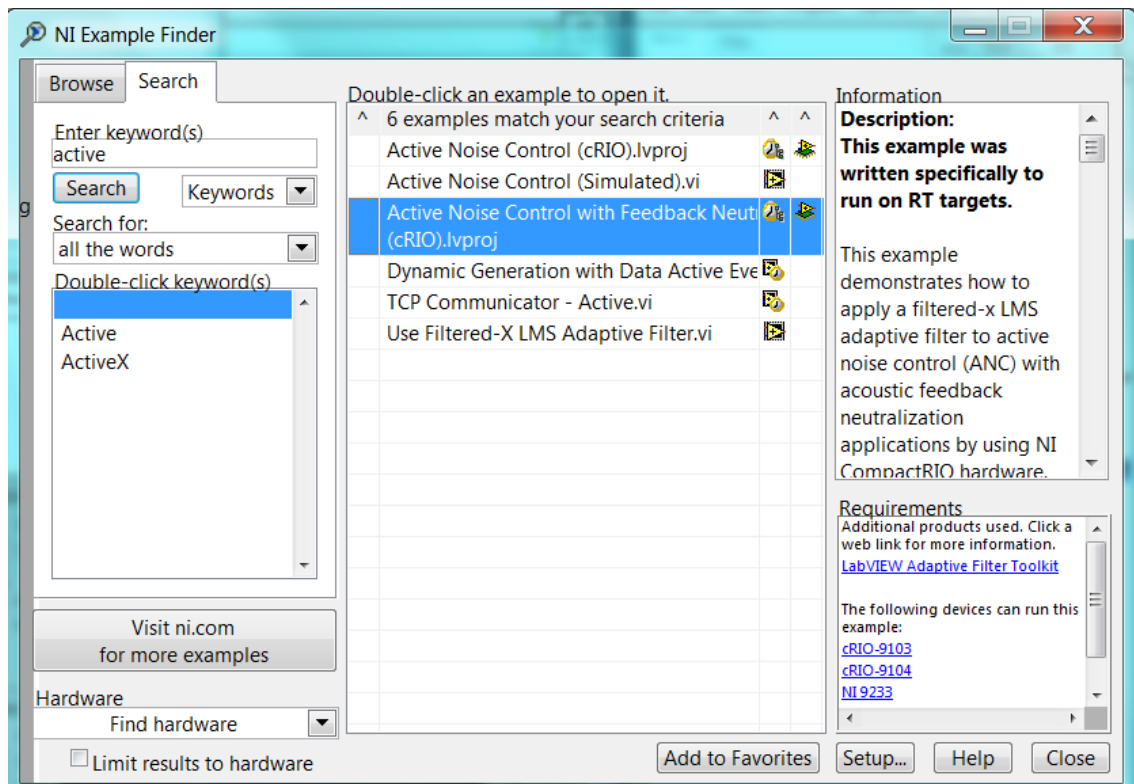 NI Example Finder
Browse
Search
Enter keyword(s)
active
Search
Keywords
Search for:
all the words
Double-click keyword(s)
Active
ActiveX
Visit ni.com
for more examples
Hardware
Find hardware
Limit results to hardware
Double-click an example to open it.
^ 6 examples match your search criteria ^ ^
Active Noise Control (cRIO).lvproj
Active Noise Control (Simulated).vi
Active Noise Control with Feedback Neut
(cRIO).lvproj
Dynamic Generation with Data Active Eve
TCP Communicator - Active.vi
Use Filtered-X LMS Adaptive Filter.vi
Add to Favorites
Information
Description:
This example was
written specifically to
run on RT targets.
This example
demonstrates how to
apply a filtered-x LMS
adaptive filter to active
noise control (ANC) with
acoustic feedback
neutralization
applications by using NI
CompactRIO hardware.
Requirements
Additional products used. Click a
web link for more information.
LabVIEW Adaptive Filter Toolkit
The following devices can run this
example:
cRIO-9103
cRIO-9104
NI 9233
Setup...
Help
Close